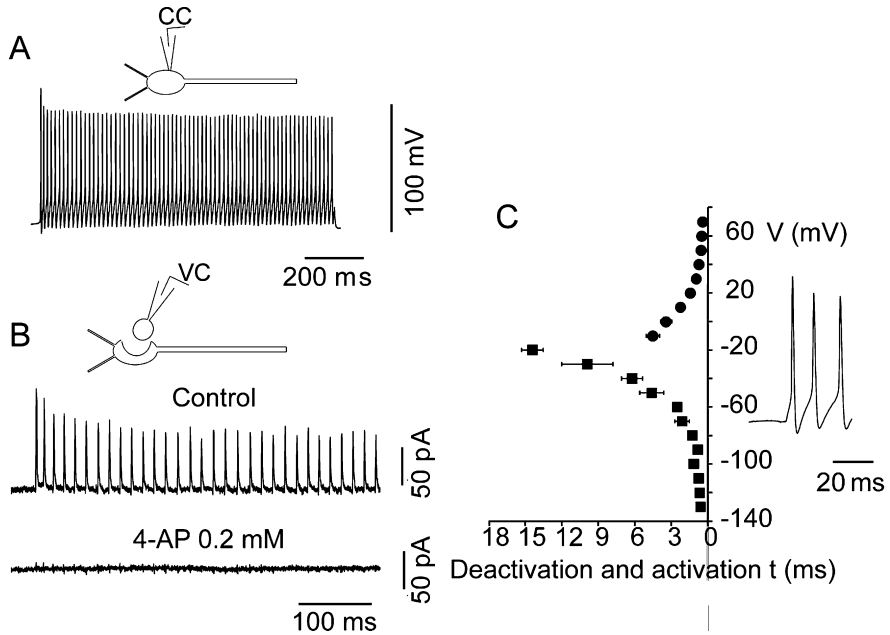 A
CC
100 mV
200 ms
VC
B
Control
50 pA
4-AP 0.2 mM
50 pA
100 ms
C
60
V (mV)
20
-20
-60
-100
-140
20 ms
18 15 12 9 6 3 0
Deactivation and activation t (ms)